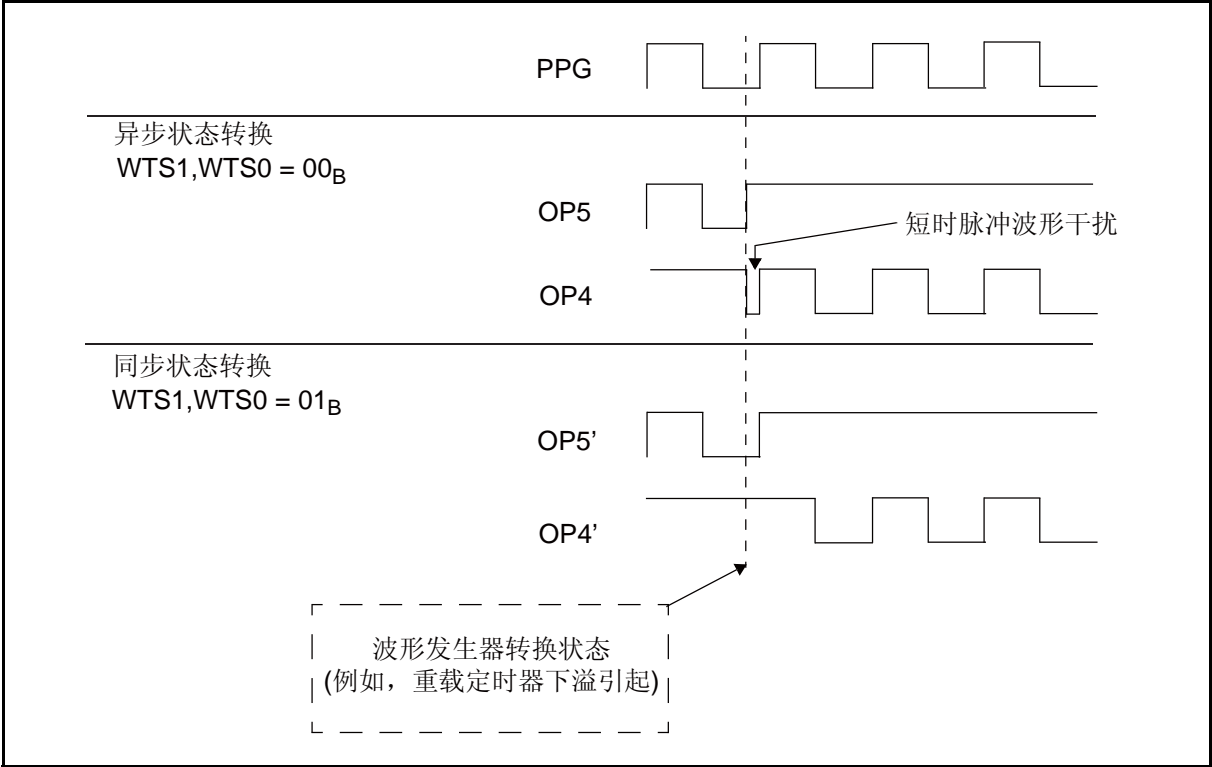 PPG
异步状态转换
WTS1,WTS0 = 00B
OP5
短时脉冲波形干扰
OP4
同步状态转换
WTS1,WTS0 = 01B
OP5’
OP4’
波形发生器转换状态
(例如，重载定时器下溢引起)